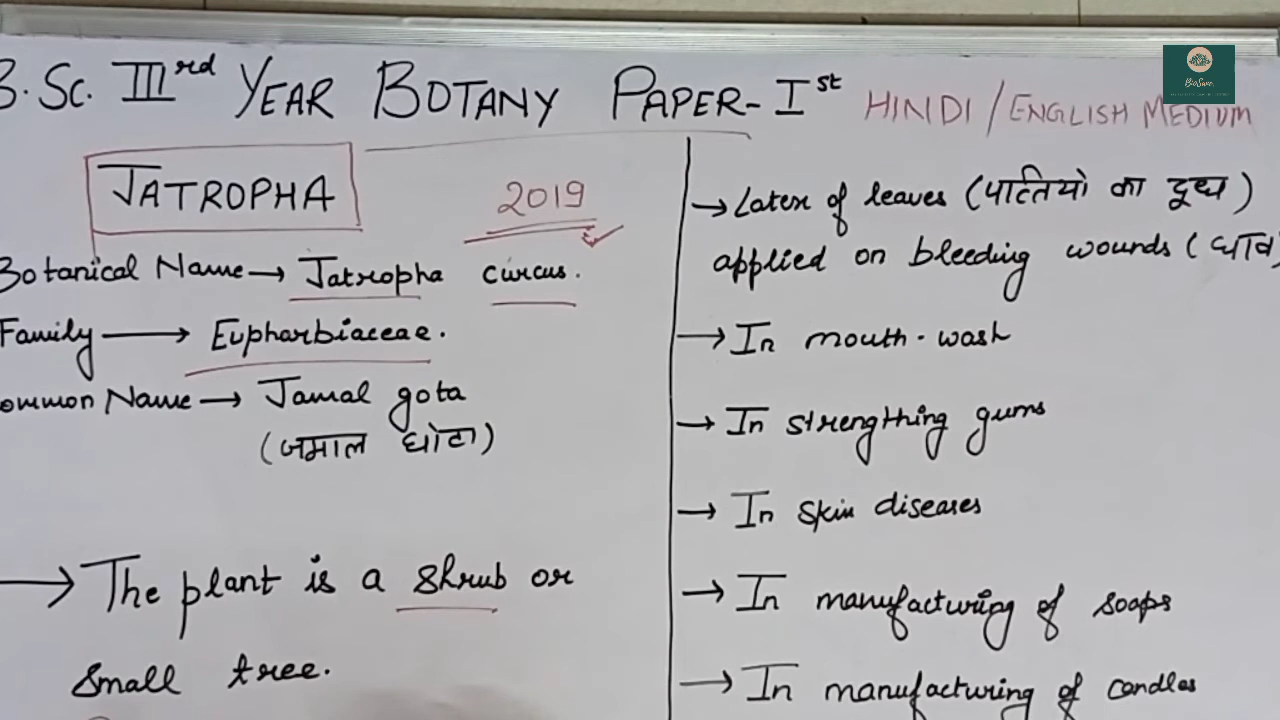 B.Sc. IIIrd YEAR BOTANY PAPER-Ist HINDI/ENGLISH MEDIUM
BioSwan
JATROPHA
2019
Botanical Name → Jatropha curcus.
Family → Euphorbiaceae.
ommon Name → Jamal gota
(जमाल घोटा)
→ The plant is a shrub or
small tree.
→ Latex of leaves (पत्तियो का दूध)
applied on bleeding wounds (घाव)
→ In mouth-wash
→ In strengthing gums
→ In skin diseases
→ In manufacturing of soaps
→ In manufacturing of candles